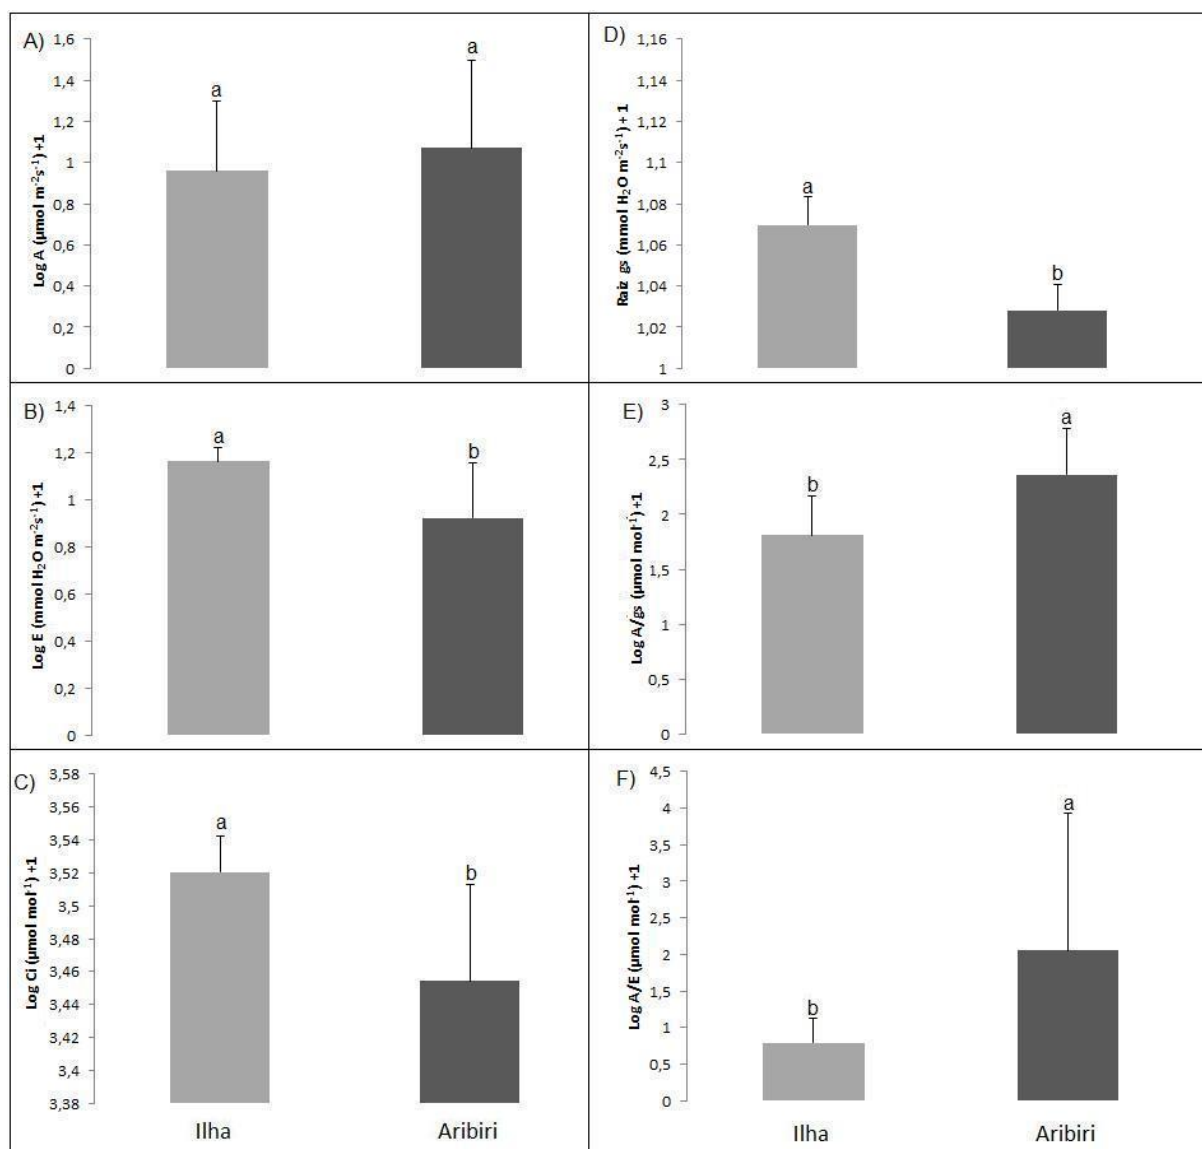 A)
1,6
1,4
1,2
1
0,8
0,6
0,4
0,2
0
Log A (µmol m⁻²s⁻¹) +1
a
a
B)
1,4
1,2
1
0,8
0,6
0,4
0,2
0
Log E (mmol H₂O m⁻²s⁻¹) +1
a
b
C)
3,58
3,56
3,54
3,52
3,5
3,48
3,46
3,44
3,42
3,4
3,38
Log Ci (µmol mol⁻¹) +1
a
b
Ilha
Aribiri
D)
1,16
1,14
1,12
1,1
1,08
1,06
1,04
1,02
1
Raiz gs (mmol H₂O m⁻²s⁻¹) + 1
a
b
E)
3
2,5
2
1,5
1
0,5
0
Log A/gs (µmol mol⁻¹) +1
b
a
F)
4,5
4
3,5
3
2,5
2
1,5
1
0,5
0
Log A/E (µmol mol⁻¹) +1
b
a
Ilha
Aribiri